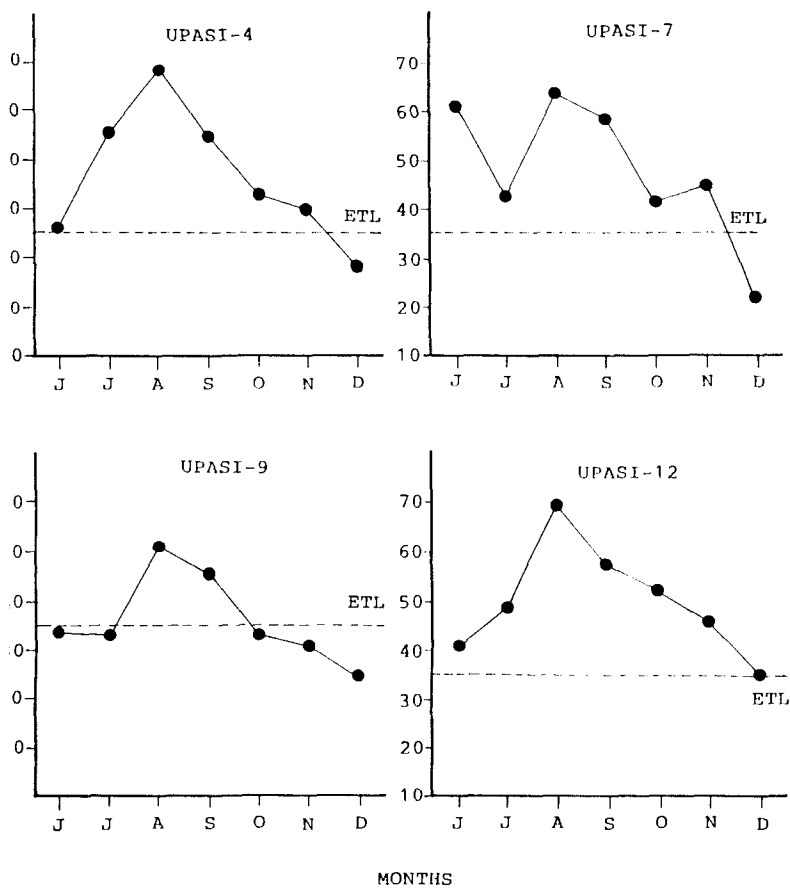 UPASI-4
0
0
0
0
0
0
0
ETL
J J A S O N D
UPASI-7
70
60
50
40
30
20
10
ETL
J J A S O N D
UPASI-9
0
0
0
0
0
0
ETL
J J A S O N D
UPASI-12
70
60
50
40
30
20
10
ETL
J J A S O N D
MONTHS